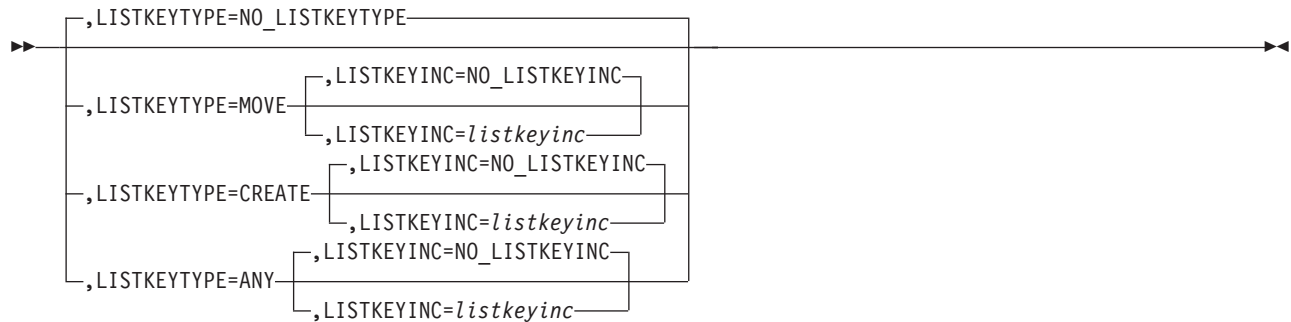 ,LISTKEYTYPE=NO_LISTKEYTYPE
,LISTKEYINC=NO_LISTKEYINC
,LISTKEYTYPE=MOVE
,LISTKEYINC=listkeyinc
,LISTKEYINC=NO_LISTKEYINC
,LISTKEYTYPE=CREATE
,LISTKEYINC=listkeyinc
,LISTKEYINC=NO_LISTKEYINC
,LISTKEYTYPE=ANY
,LISTKEYINC=listkeyinc